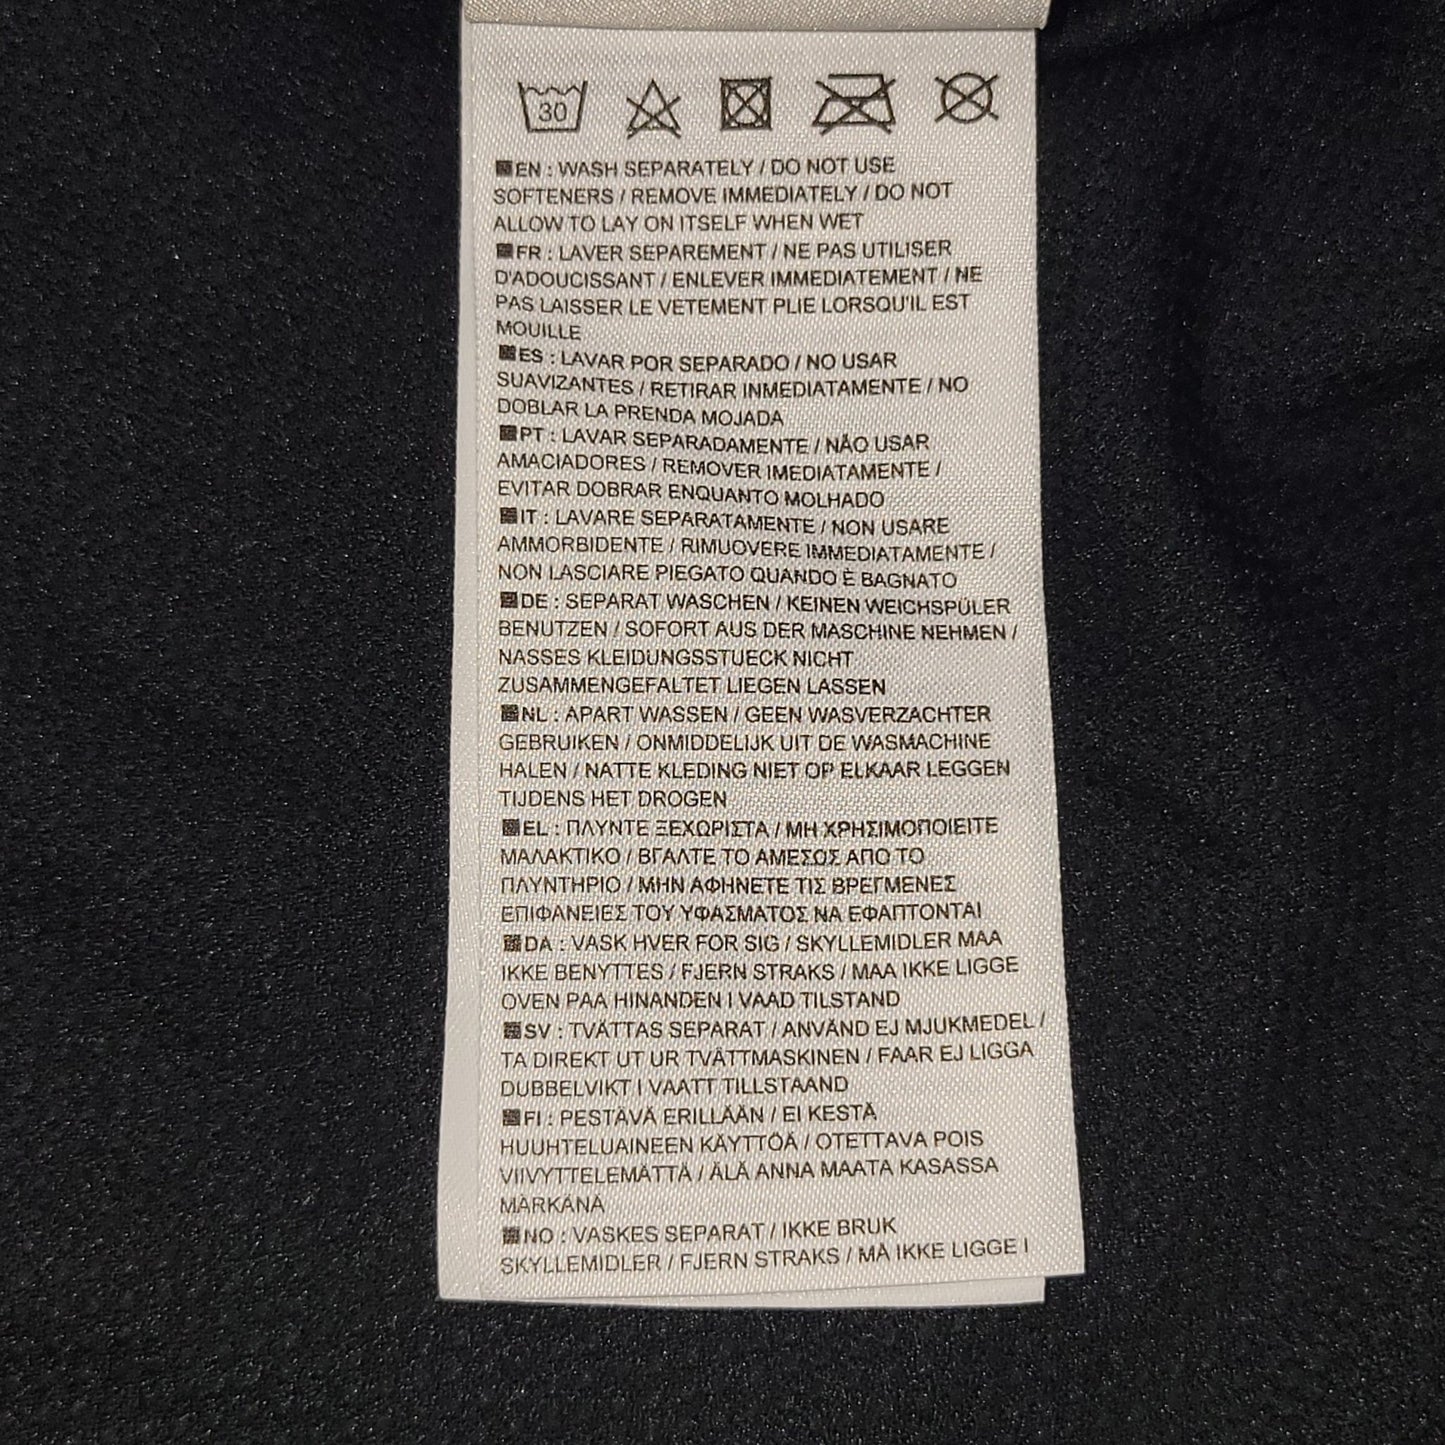 30
EN : WASH SEPARATELY / DO NOT USE
SOFTENERS / REMOVE IMMEDIATELY / DO NOT
ALLOW TO LAY ON ITSELF WHEN WET
FR : LAVER SEPAREMENT / NE PAS UTILISER
D'ADOUCISSANT / ENLEVER IMMEDIATEMENT / NE
PAS LAISSER LE VETEMENT PLIE LORSQU'IL EST
MOUILLE
ES : LAVAR POR SEPARADO / NO USAR
SUAVIZANTES / RETIRAR INMEDIATAMENTE / NO
DOBLAR LA PRENDA MOJADA
PT : LAVAR SEPARADAMENTE / NÃO USAR
AMACIADORES / REMOVER IMEDIATAMENTE /
EVITAR DOBRAR ENQUANTO MOLHADO
IT : LAVARE SEPARATAMENTE / NON USARE
AMMORBIDENTE / RIMUOVERE IMMEDIATAMENTE /
NON LASCIARE PIEGATO QUANDO È BAGNATO
DE : SEPARAT WASCHEN / KEINEN WEICHSPÜLER
BENUTZEN / SOFORT AUS DER MASCHINE NEHMEN /
NASSES KLEIDUNGSSTUECK NICHT
ZUSAMMENGEFALTET LIEGEN LASSEN
NL : APART WASSEN / GEEN WASVERZACHTER
GEBRUIKEN / ONMIDDELIJK UIT DE WASMACHINE
HALEN / NATTE KLEDING NIET OP ELKAAR LEGGEN
TIJDENS HET DROGEN
EL : ΠΛΥΝΤΕ ΞΕΧΩΡΙΣΤΑ / ΜΗ ΧΡΗΣΙΜΟΠΟΙΕΙΤΕ
ΜΑΛΑΚΤΙΚΟ / ΒΓΑΛΤΕ ΤΟ ΑΜΕΣΩΣ ΑΠΟ ΤΟ
ΠΛΥΝΤΗΡΙΟ / ΜΗΝ ΑΦΗΝΕΤΕ ΤΙΣ ΒΡΕΓΜΕΝΕΣ
ΕΠΙΦΑΝΕΙΕΣ ΤΟΥ ΥΦΑΣΜΑΤΟΣ ΝΑ ΕΦΑΠΤΟΝΤΑΙ
DA : VASK HVER FOR SIG / SKYLLEMIDLER MAA
IKKE BENYTTES / FJERN STRAKS / MAA IKKE LIGGE
OVEN PAA HINANDEN I VAAD TILSTAND
SV : TVÄTTAS SEPARAT / ANVÄND EJ MJUKMEDEL /
TA DIREKT UT UR TVÄTTMASKINEN / FAAR EJ LIGGA
DUBBELVIKT I VAATT TILLSTAAND
FI : PESTÄVÄ ERILLÄÄN / EI KESTÄ
HUUHTELUAINEEN KÄYTTÖÄ / OTETTAVA POIS
VIIVYTTELEMÄTTÄ / ÄLÄ ANNA MAATA KASASSA
MÄRKÄNÄ
NO : VASKES SEPARAT / IKKE BRUK
SKYLLEMIDLER / FJERN STRAKS / MÅ IKKE LIGGE I